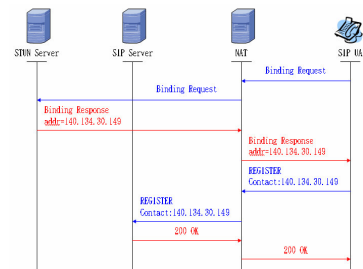 STUN Server
SIP Server
NAT
SIP UA
Binding Request
Binding Request
Binding Response
addr=140.134.30.149
Binding Response
addr=140.134.30.149
REGISTER
Contact:140.134.30.149
REGISTER
Contact:140.134.30.149
200 OK
200 OK